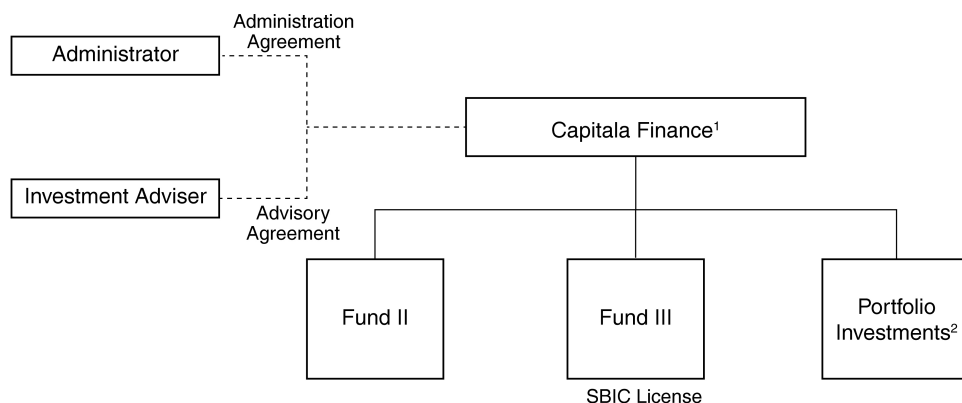 Administration
Agreement
Administrator
Capitala Finance¹
Investment Adviser
Advisory
Agreement
Fund II
Fund III
Portfolio
Investments²
SBIC License